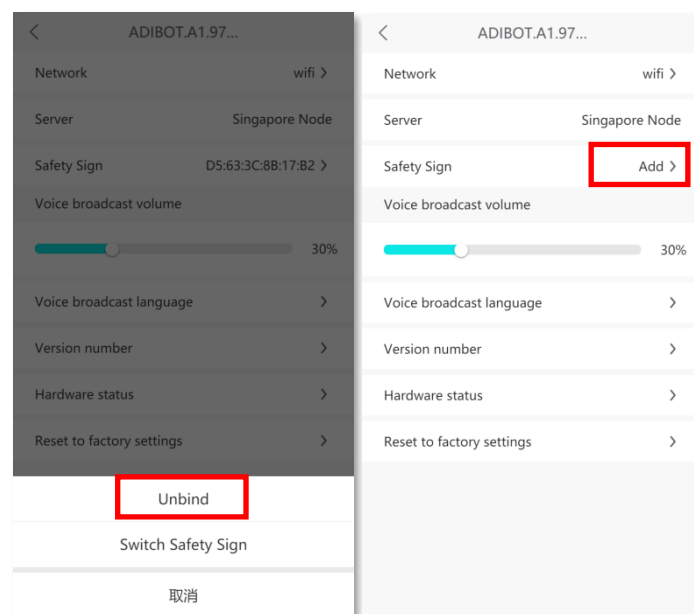 ADIBOT.A1.97...
Network wifi
Server Singapore Node
Safety Sign D5:63:3C:8B:17:B2
Voice broadcast volume
30%
Voice broadcast language
Version number
Hardware status
Reset to factory settings
Unbind
Switch Safety Sign
取消
ADIBOT.A1.97...
Network wifi
Server Singapore Node
Safety Sign Add
Voice broadcast volume
30%
Voice broadcast language
Version number
Hardware status
Reset to factory settings